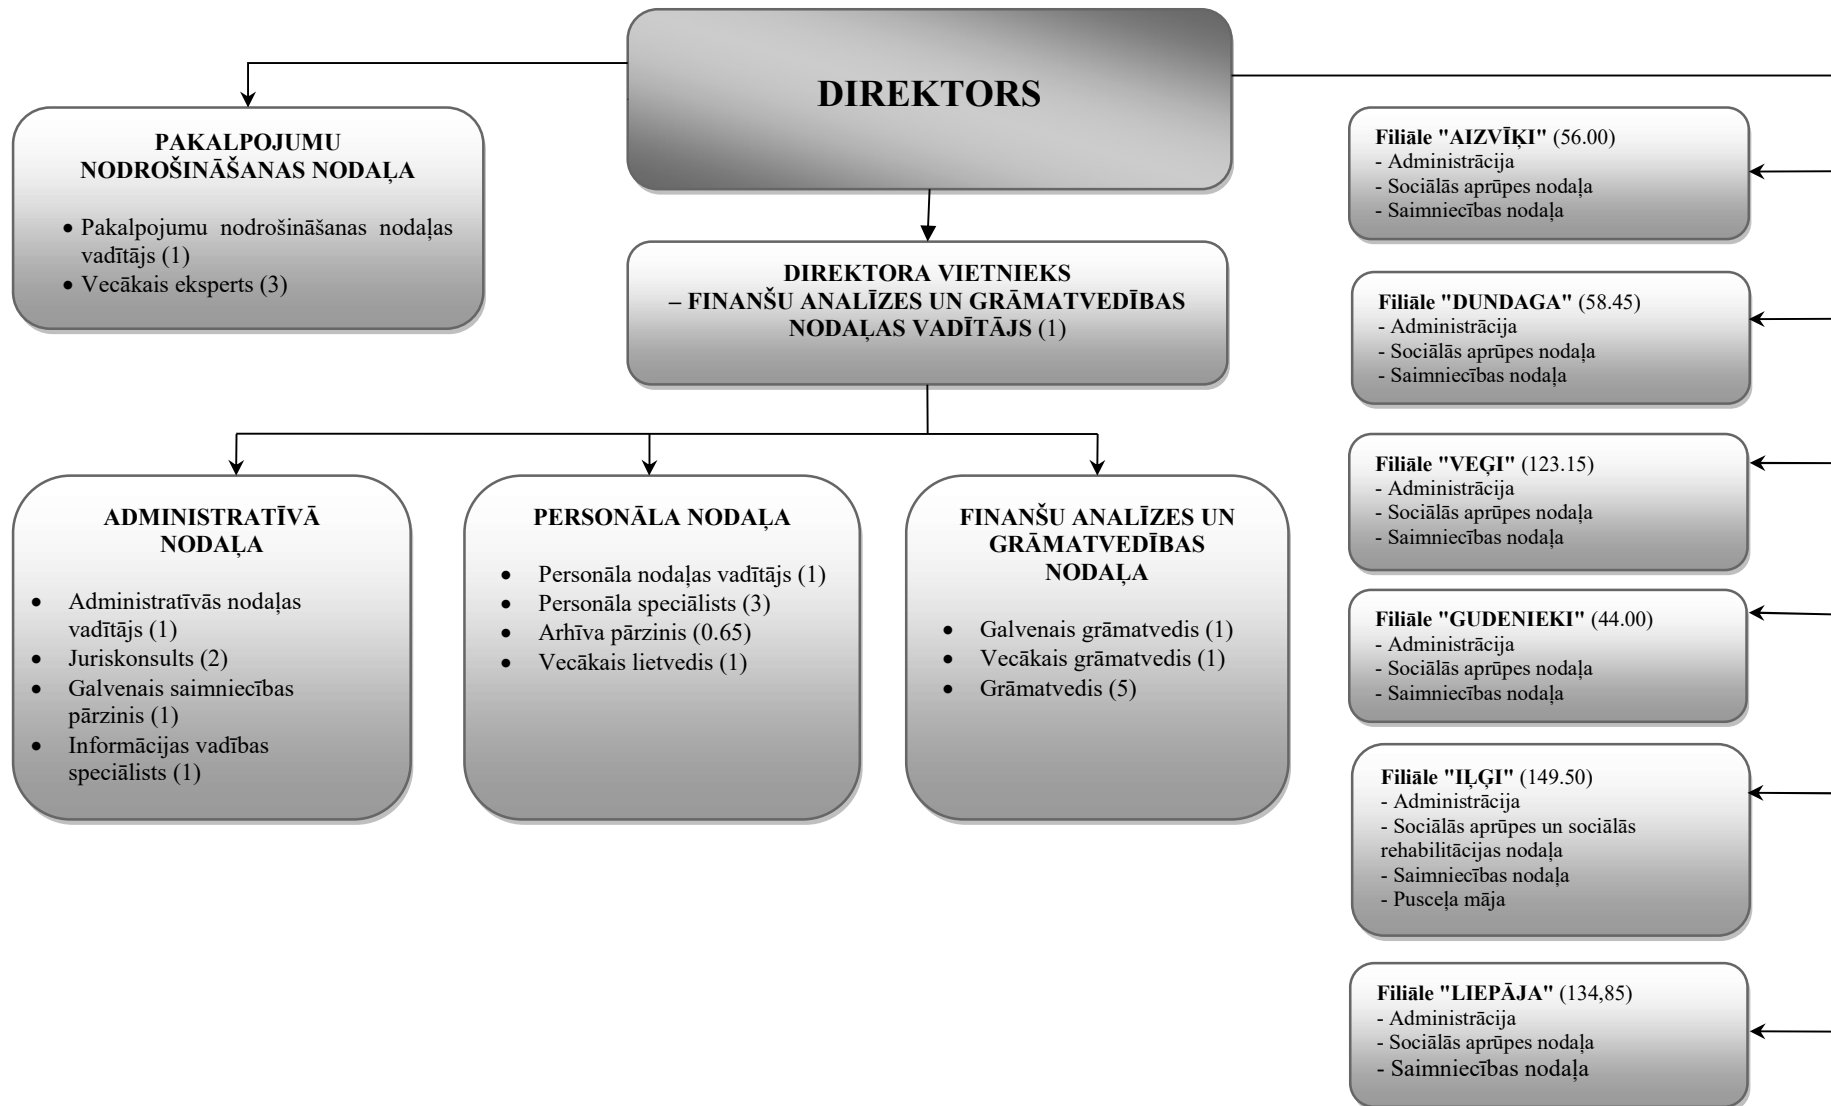 DIREKTORS
PAKALPOJUMU
NODROŠINĀŠANAS NODAĻA
• Pakalpojumu nodrošināšanas nodaļas
vadītājs (1)
• Vecākais eksperts (3)
DIREKTORA VIETNIEKS
– FINANŠU ANALĪZES UN GRĀMATVEDĪBAS
NODAĻAS VADĪTĀJS (1)
ADMINISTRATĪVĀ
NODAĻA
• Administratīvās nodaļas
vadītājs (1)
• Juriskonsults (2)
• Galvenais saimniecības
pārzinis (1)
• Informācijas vadības
speciālists (1)
PERSONĀLA NODAĻA
• Personāla nodaļas vadītājs (1)
• Personāla speciālists (3)
• Arhīva pārzinis (0.65)
• Vecākais lietvedis (1)
FINANŠU ANALĪZES UN
GRĀMATVEDĪBAS
NODAĻA
• Galvenais grāmatvedis (1)
• Vecākais grāmatvedis (1)
• Grāmatvedis (5)
Filiāle "AIZVĪĶI" (56.00)
- Administrācija
- Sociālās aprūpes nodaļa
- Saimniecības nodaļa
Filiāle "DUNDAGA" (58.45)
- Administrācija
- Sociālās aprūpes nodaļa
- Saimniecības nodaļa
Filiāle "VEĢI" (123.15)
- Administrācija
- Sociālās aprūpes nodaļa
- Saimniecības nodaļa
Filiāle "GUDENIEKI" (44.00)
- Administrācija
- Sociālās aprūpes nodaļa
- Saimniecības nodaļa
Filiāle "IĻĢI" (149.50)
- Administrācija
- Sociālās aprūpes un sociālās
rehabilitācijas nodaļa
- Saimniecības nodaļa
- Pusceļa māja
Filiāle "LIEPĀJA" (134,85)
- Administrācija
- Sociālās aprūpes nodaļa
- Saimniecības nodaļa